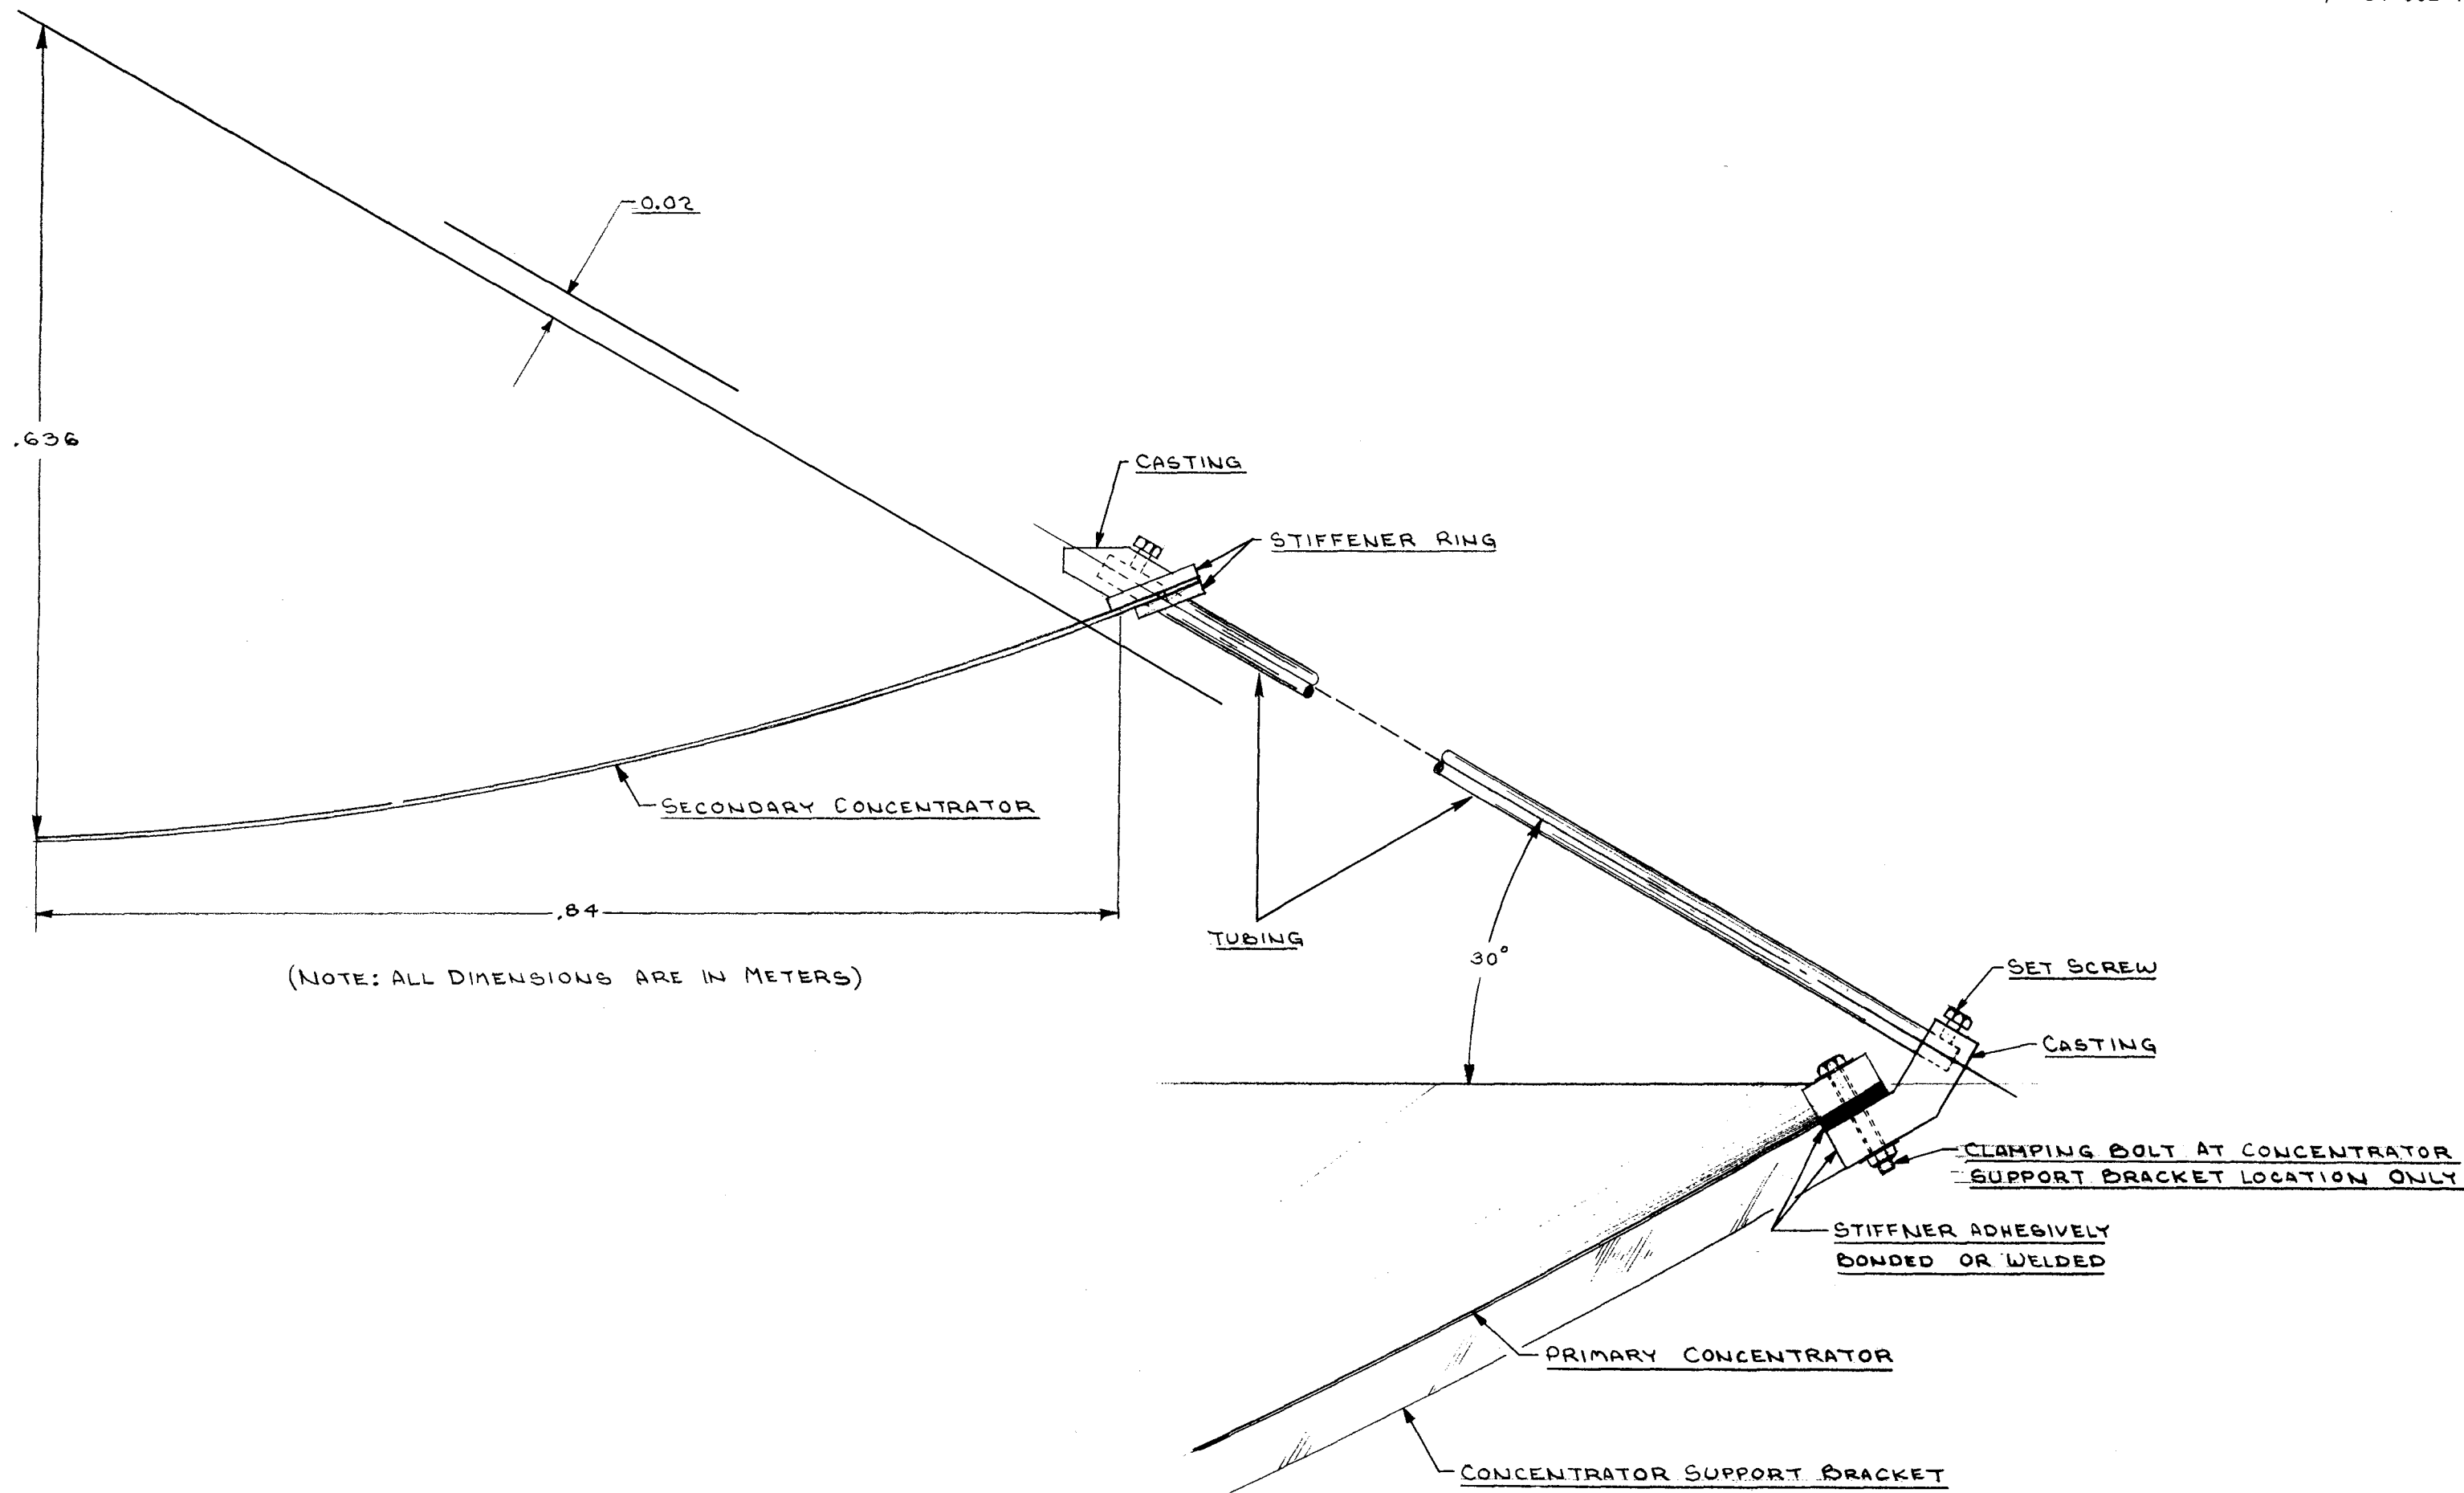 0.02
.636
CASTING
STIFFENER RING
SECONDARY CONCENTRATOR
.84
TUBING
(NOTE: ALL DIMENSIONS ARE IN METERS)
30°
SET SCREW
CASTING
CLAMPING BOLT AT CONCENTRATOR
SUPPORT BRACKET LOCATION ONLY
STIFFNER ADHESIVELY
BONDED OR WELDED
PRIMARY CONCENTRATOR
CONCENTRATOR SUPPORT BRACKET